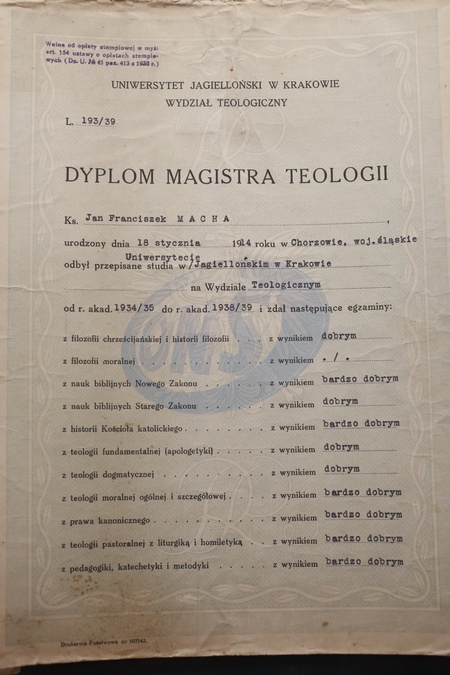 Wolne od opłaty stemplowej w myśl
art. 154 ustawy o opłatach stemplo-
wych (Dz. U. № 41 poz. 413 z 1932 r.)
UNIWERSYTET JAGIELLOŃSKI W KRAKOWIE
WYDZIAŁ TEOLOGICZNY
L. 193/39
DYPLOM MAGISTRA TEOLOGII
Ks. Jan Franciszek MACHA,
urodzony dnia 18 stycznia 1914 roku w Chorzowie, woj.śląskie
Uniwersytecie
odbył przepisane studia w/Jagiellońskim w Krakowie
na Wydziale Teologicznym
od r. akad. 1934/35 do r. akad. 1938/39 i zdał następujące egzaminy:
z filozofii chrześcijańskiej i historii filozofii . . . . z wynikiem dobrym
z filozofii moralnej . . . . . . . . . . . z wynikiem ./.
z nauk biblijnych Nowego Zakonu . . . . . . . z wynikiem bardzo dobrym
z nauk biblijnych Starego Zakonu . . . . . . . z wynikiem dobrym
z historii Kościoła katolickiego . . . . . . . . . z wynikiem bardzo dobrym
z teologii fundamentalnej (apologetyki) . . . . . . z wynikiem dobrym
z teologii dogmatycznej . . . . . . . . . . z wynikiem dobrym
z teologii moralnej ogólnej i szczegółowej . . . . z wynikiem bardzo dobrym
z prawa kanonicznego . . . . . . . . . . . z wynikiem bardzo dobrym
z teologii pastoralnej z liturgiką i homiletyką . . . z wynikiem bardzo dobrym
z pedagogiki, katechetyki i metodyki . . . . . . z wynikiem bardzo dobrym
Drukarnia Państwowa nr